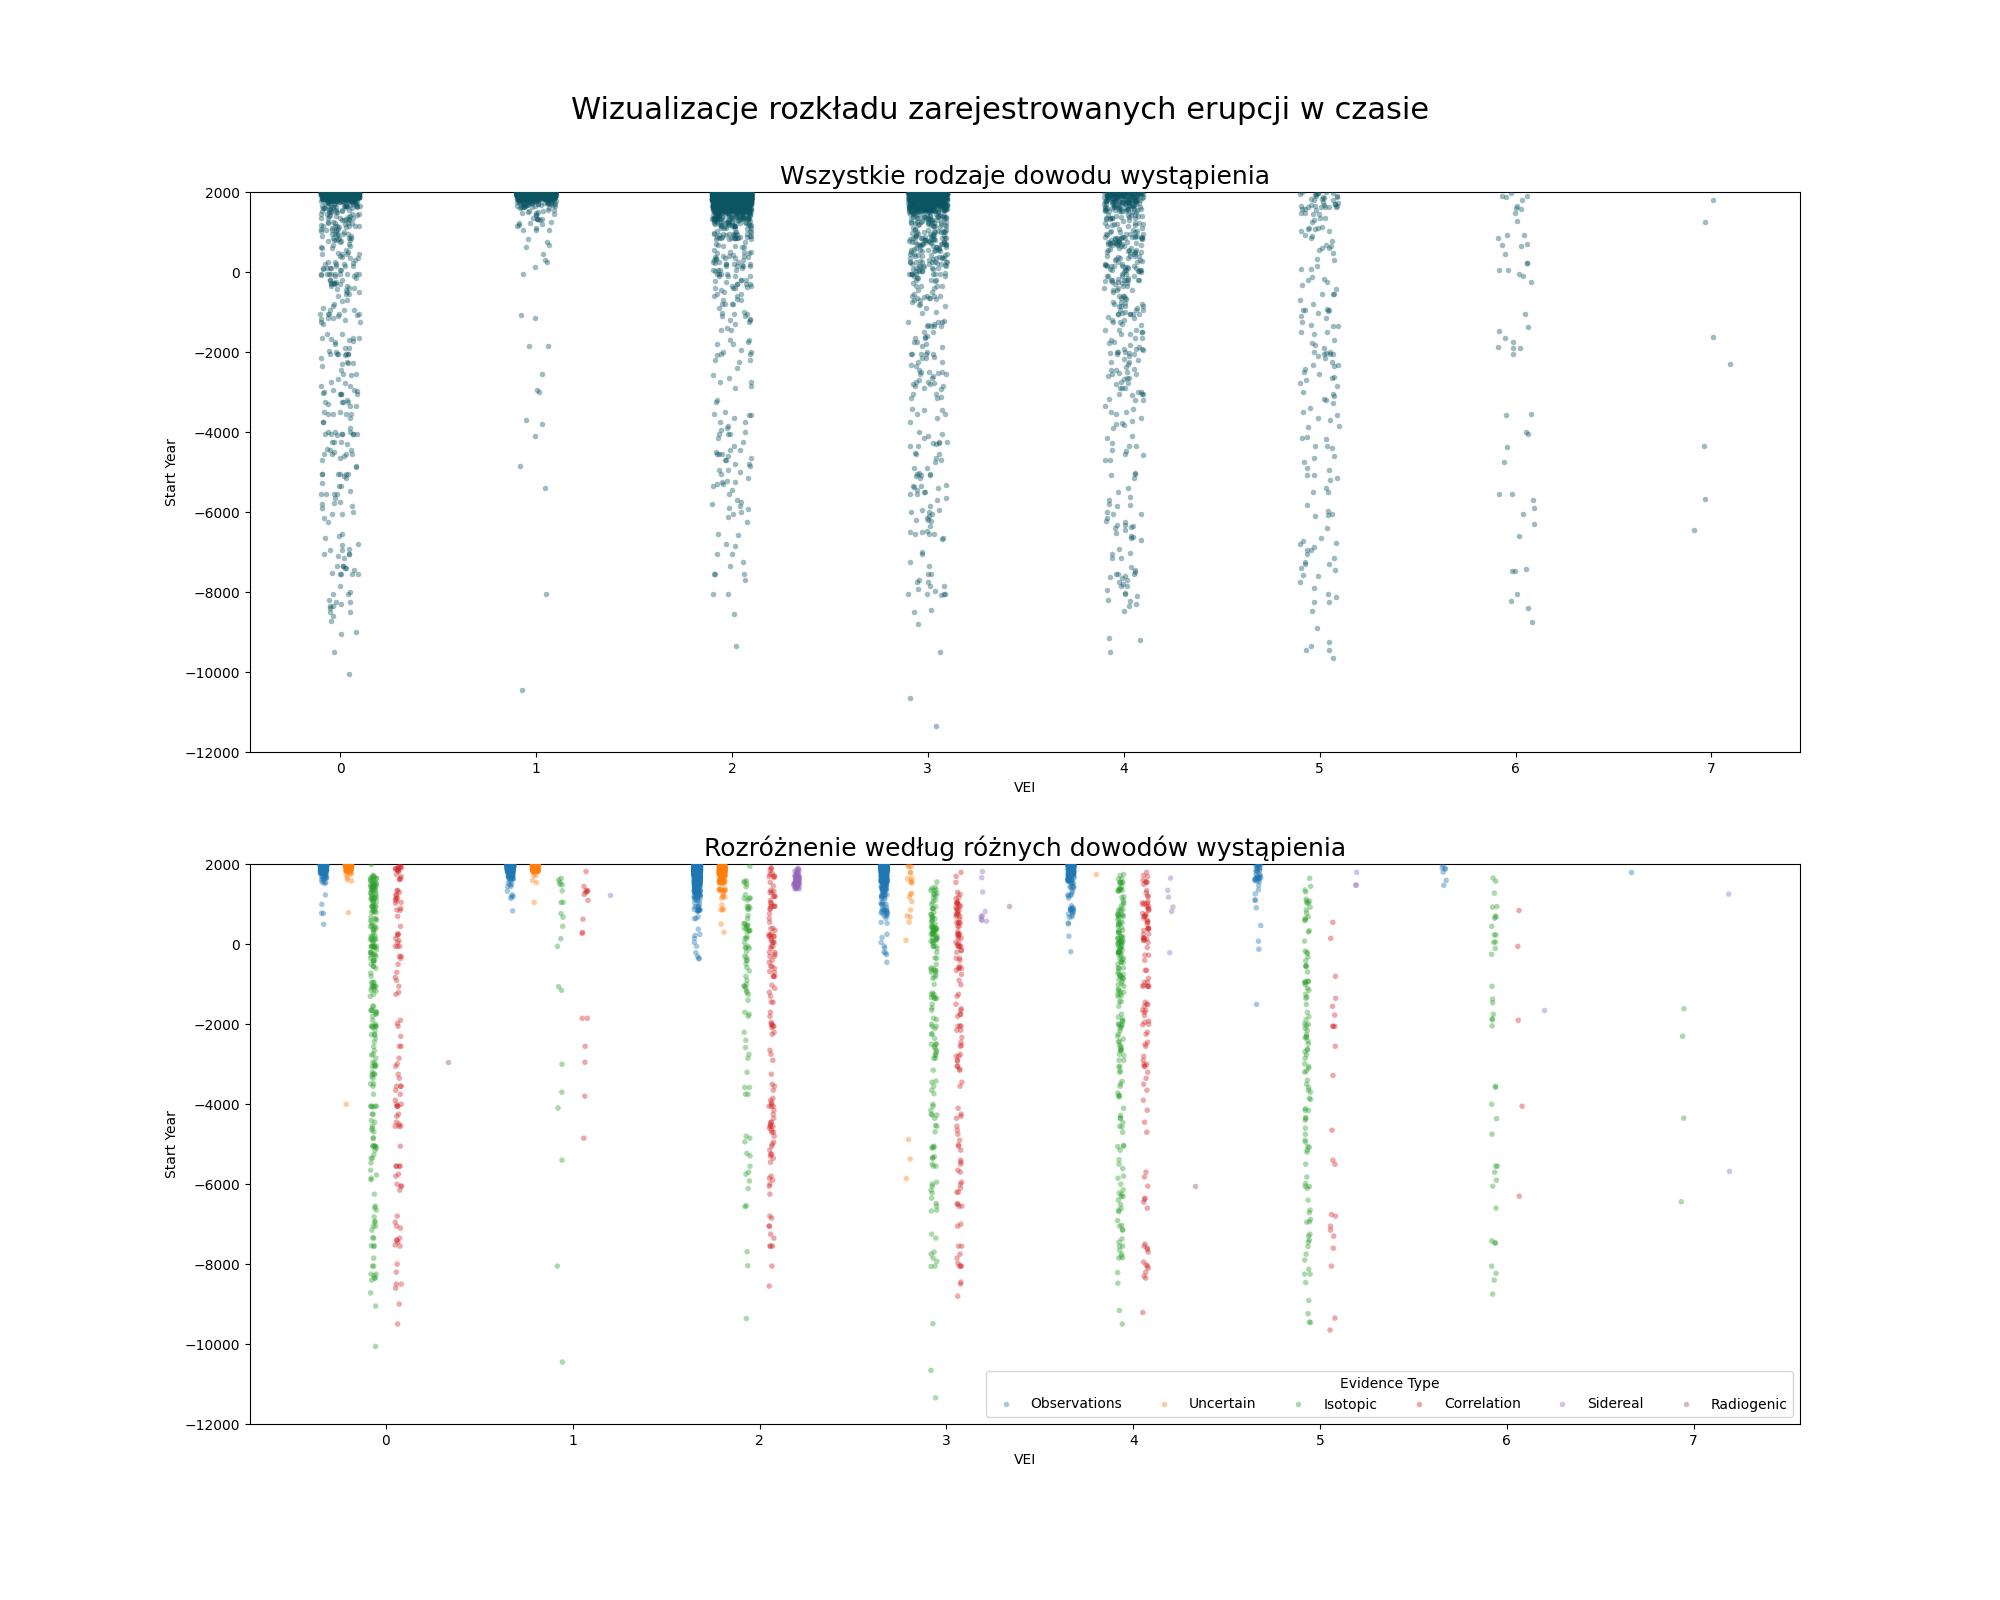 Wizualizacje rozkładu zarejestrowanych erupcji w czasie
Wszystkie rodzaje dowodu wystąpienia
2000
0
−2000
−4000
−6000
−8000
−10000
−12000
Start Year
0 1 2 3 4 5 6 7
VEI
Rozróżnenie według różnych dowodów wystąpienia
2000
0
−2000
−4000
−6000
−8000
−10000
−12000
Start Year
Evidence Type
Observations Uncertain Isotopic Correlation Sidereal Radiogenic
0 1 2 3 4 5 6 7
VEI